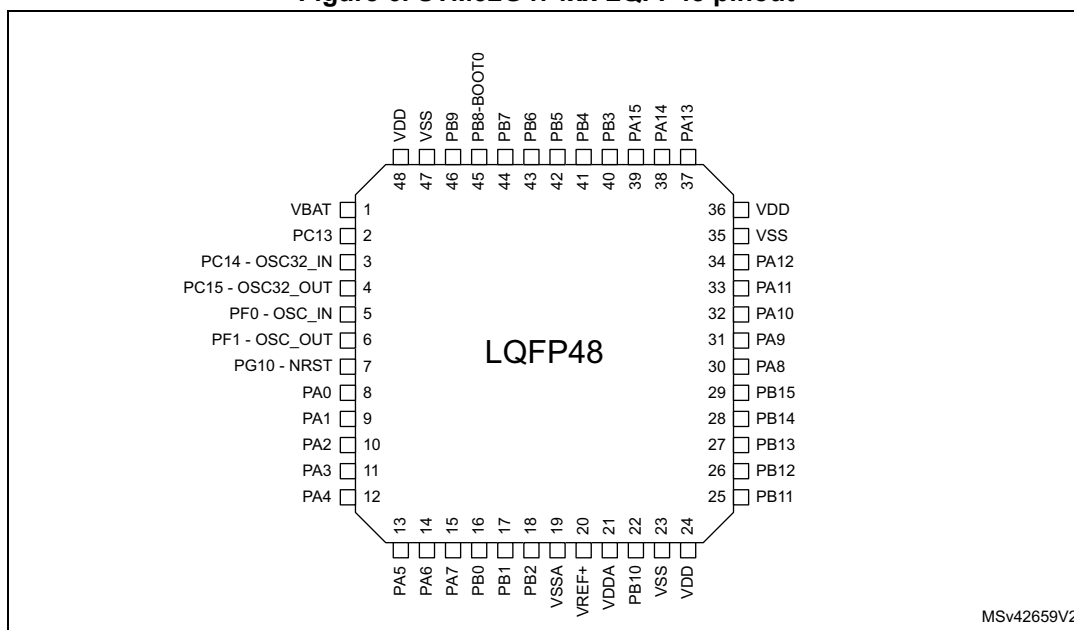 VDD
VSS
PB9
PB8-BOOT0
PB7
PB6
PB5
PB4
PB3
PA15
PA14
PA13
48
47
46
45
44
43
42
41
40
39
38
37
VBAT 1
PC13 2
PC14 - OSC32_IN 3
PC15 - OSC32_OUT 4
PF0 - OSC_IN 5
PF1 - OSC_OUT 6
PG10 - NRST 7
PA0 8
PA1 9
PA2 10
PA3 11
PA4 12
LQFP48
36 VDD
35 VSS
34 PA12
33 PA11
32 PA10
31 PA9
30 PA8
29 PB15
28 PB14
27 PB13
26 PB12
25 PB11
13
14
15
16
17
18
19
20
21
22
23
24
PA5
PA6
PA7
PB0
PB1
PB2
VSSA
VREF+
VDDA
PB10
VSS
VDD
MSv42659V2